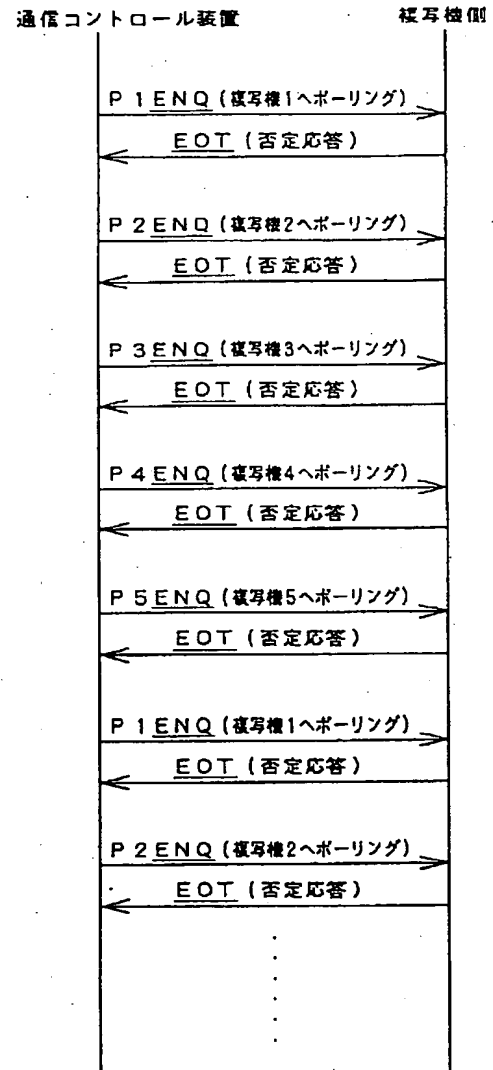 通信コントロール装置 複写機側
P1ENQ(複写機1へポーリング)
EOT(否定応答)
P2ENQ(複写機2へポーリング)
EOT(否定応答)
P3ENQ(複写機3へポーリング)
EOT(否定応答)
P4ENQ(複写機4へポーリング)
EOT(否定応答)
P5ENQ(複写機5へポーリング)
EOT(否定応答)
P1ENQ(複写機1へポーリング)
EOT(否定応答)
P2ENQ(複写機2へポーリング)
EOT(否定応答)